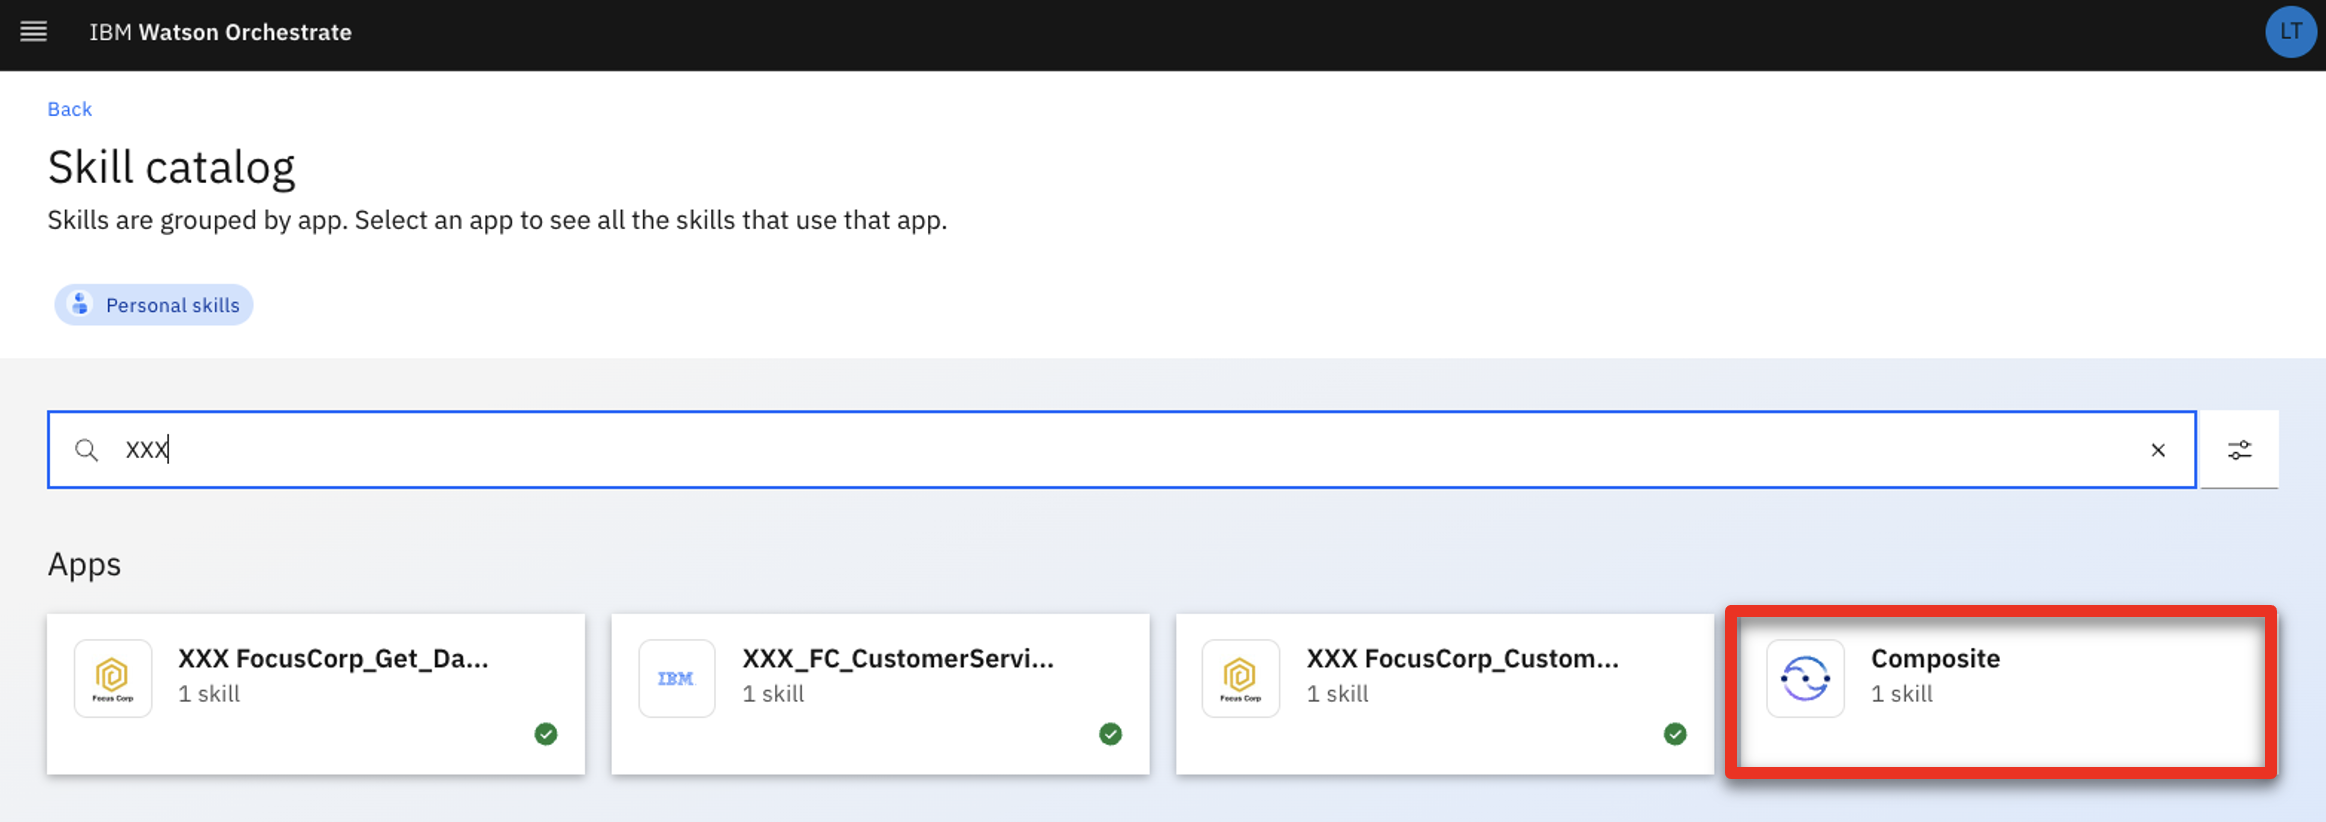 IBM Watson Orchestrate
LT
Back
Skill catalog
Skills are grouped by app. Select an app to see all the skills that use that app.
Personal skills
XXX
Apps
Focus Corp
XXX FocusCorp_Get_Da...
1 skill
IBM
XXX_FC_CustomerServi...
1 skill
Focus Corp
XXX FocusCorp_Custom...
1 skill
Composite
1 skill